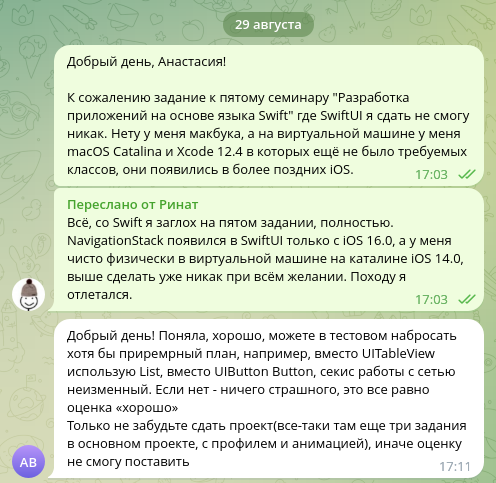 29 августа
Добрый день, Анастасия!
К сожалению задание к пятому семинару "Разработка
приложений на основе языка Swift" где SwiftUI я сдать не смогу
никак. Нету у меня макбука, а на виртуальной машине у меня
macOS Catalina и Xcode 12.4 в которых ещё не было требуемых
классов, они появились в более поздних iOS.
17:03
Переслано от Ринат
Всё, со Swift я заглох на пятом задании, полностью.
NavigationStack появился в SwiftUI только с iOS 16.0, а у меня
чисто физически в виртуальной машине на каталине iOS 14.0,
выше сделать уже никак при всём желании. Походу я
отлетался.
17:03
Добрый день! Поняла, хорошо, можете в тестовом набросать
хотя бы приремрный план, например, вместо UITableView
использую List, вместо UIButton Button, секис работы с сетью
неизменный. Если нет - ничего страшного, это все равно
оценка «хорошо»
Только не забудьте сдать проект(все-таки там еще три задания
в основном проекте, с профилем и анимацией), иначе оценку
не смогу поставить
17:11
АВ